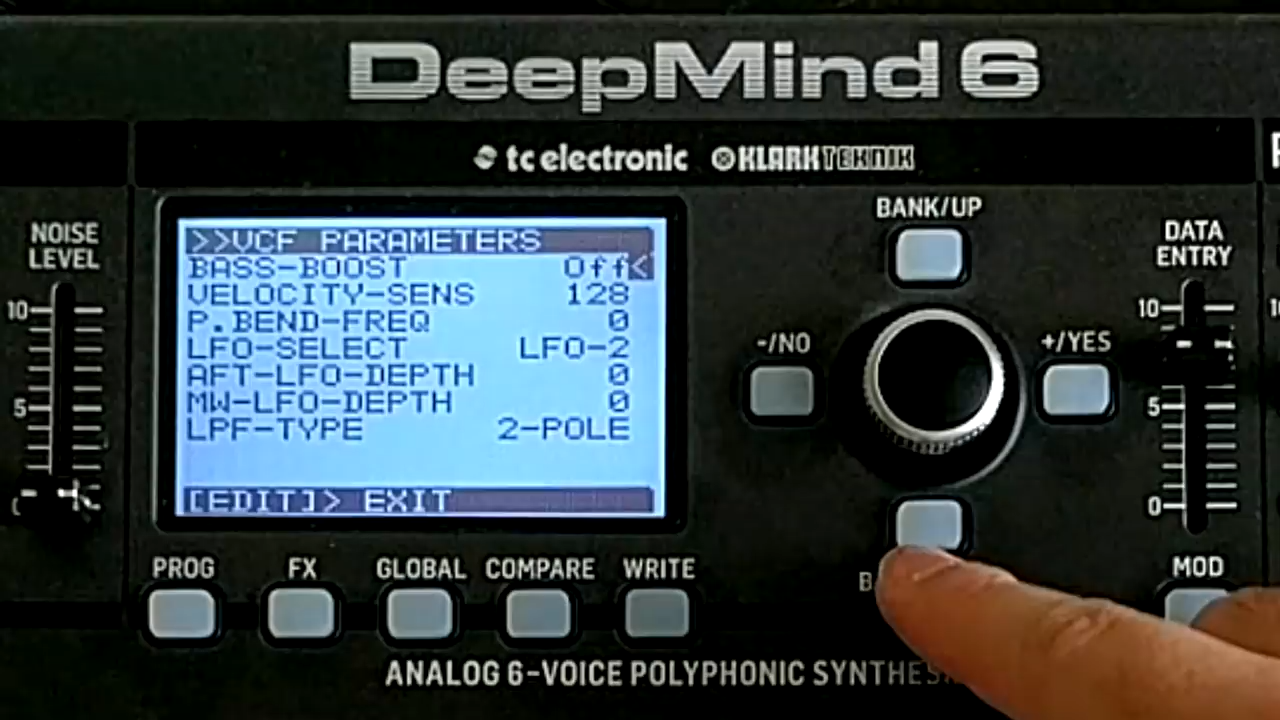 DeepMind 6
tc electronic KLARK TEKNIK
NOISE
LEVEL
10
5
>>VCF PARAMETERS
BASS-BOOST Off<
VELOCITY-SENS 128
P.BEND-FREQ 0
LFO-SELECT LFO-2
AFT-LFO-DEPTH 0
MW-LFO-DEPTH 0
LPF-TYPE 2-POLE
[EDIT]> EXIT
BANK/UP
-/NO
+/YES
DATA
ENTRY
10
5
0
PROG FX GLOBAL COMPARE WRITE
MOD
ANALOG 6-VOICE POLYPHONIC